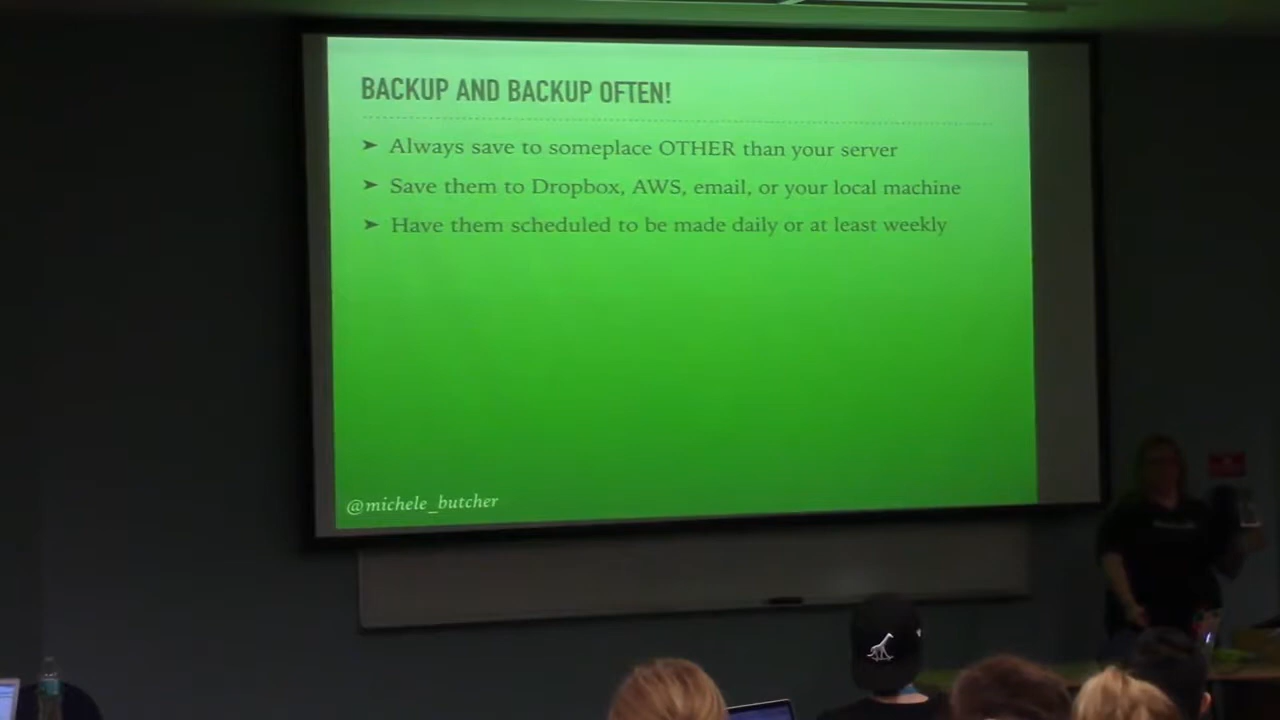 BACKUP AND BACKUP OFTEN!
➤ Always save to someplace OTHER than your server
➤ Save them to Dropbox, AWS, email, or your local machine
➤ Have them scheduled to be made daily or at least weekly
@michele_butcher